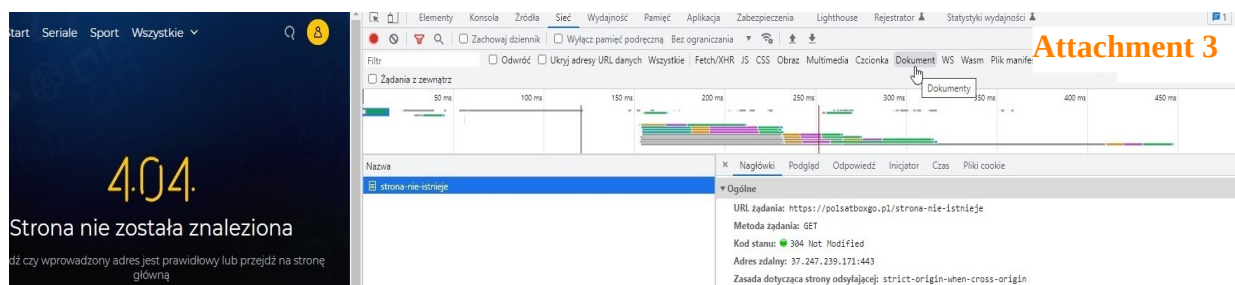 Start Seriale Sport Wszystkie
404.
Strona nie została znaleziona
dź czy wprowadzony adres jest prawidłowy lub przejdź na stronę
główną
Elementy Konsola Źródła Sieć Wydajność Pamięć Aplikacja Zabezpieczenia Lighthouse Rejestrator Statystyki wydajności 1
Zachowaj dziennik Wyłącz pamięć podręczną Bez ograniczania
Attachment 3
Filtr Odwróć Ukryj adresy URL danych Wszystkie Fetch/XHR JS CSS Obraz Multimedia Czcionka Dokument WS Wasm Plik manife
Żądania z zewnątrz
Dokumenty
50 ms 100 ms 150 ms 200 ms 250 ms 300 ms 350 ms 400 ms 450 ms
Nazwa
strona-nie-istnieje
× Nagłówki Podgląd Odpowiedź Inicjator Czas Pliki cookie
Ogólne
URL żądania: https://polsatboxgo.pl/strona-nie-istnieje
Metoda żądania: GET
Kod stanu: 304 Not Modified
Adres zdalny: 37.247.239.171:443
Zasada dotycząca strony odsyłającej: strict-origin-when-cross-origin